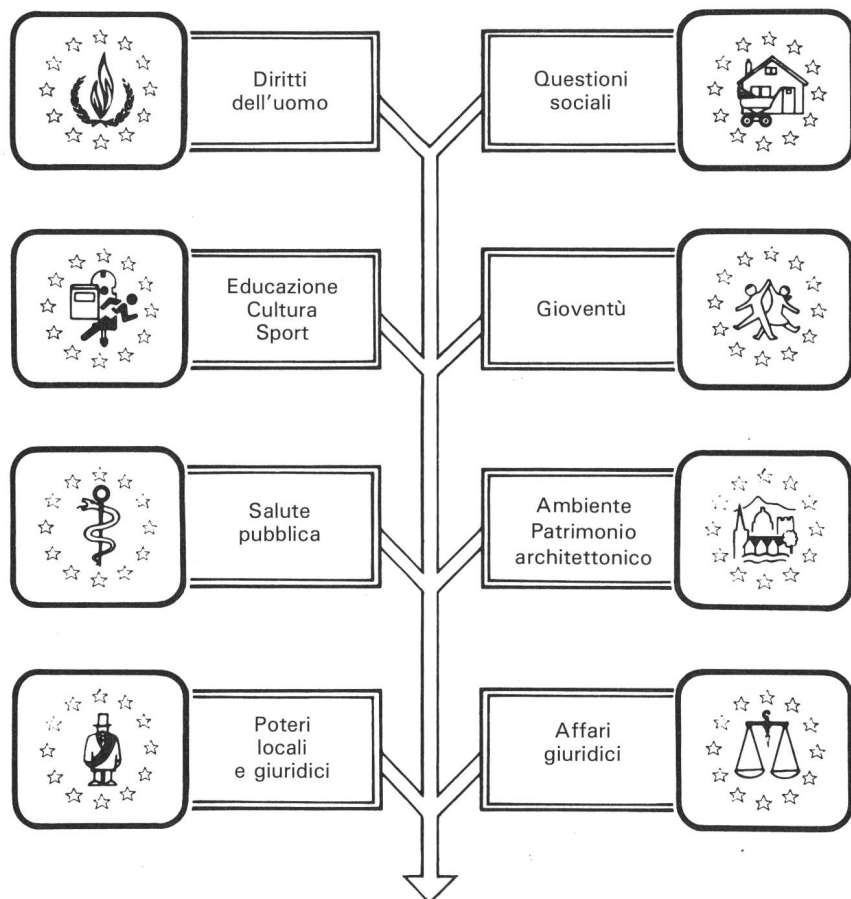 Diritti
dell'uomo
Questioni
sociali
Educazione
Cultura
Sport
Gioventù
Salute
pubblica
Ambiente
Patrimonio
architettonico
Poteri
locali
e giuridici
Affari
giuridici